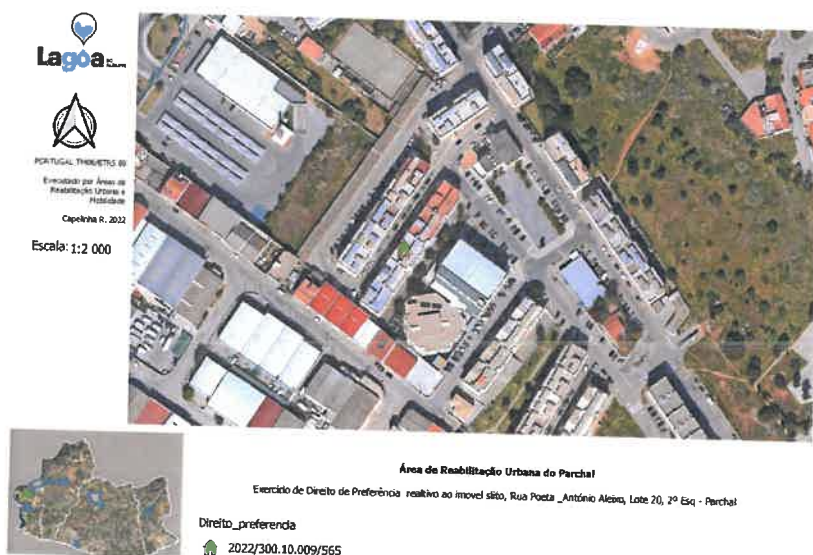 Lagoa
PORTUGAL TM06/ETRS 89
Executado por Áreas de
Reabilitação Urbana e
Mobilidade
Capelinha R. 2022
Escala: 1:2 000
Área de Reabilitação Urbana do Parchal
Exercício de Direito de Preferência realtivo ao imovel sito, Rua Poeta _António Aleixo, Lote 20, 2º Esq - Parchal
Direito_preferencia
2022/300.10.009/565